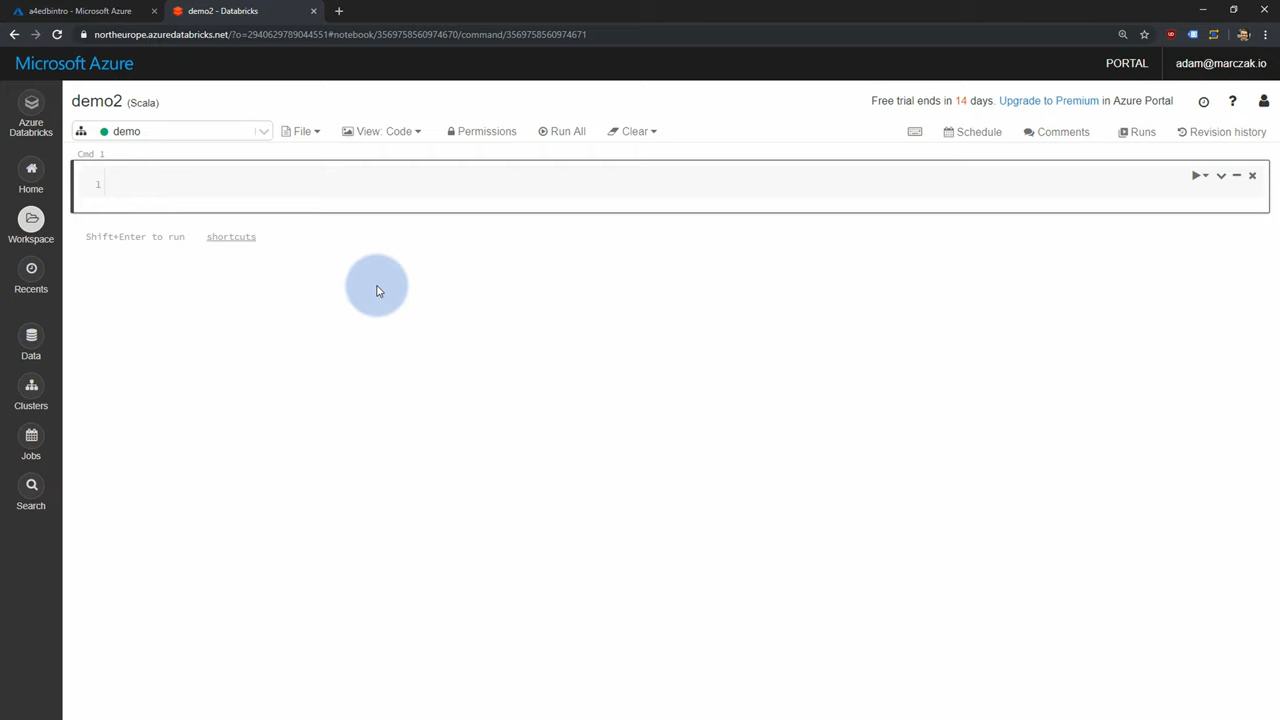 a4edbintro - Microsoft Azure
demo2 - Databricks
northeurope.azuredatabricks.net/?o=2940629789044551#notebook/3569758560974670/command/3569758560974671
Microsoft Azure
PORTAL
adam@marczak.io
Azure
Databricks
Home
Workspace
Recents
Data
Clusters
Jobs
Search
demo2 (Scala)
Free trial ends in 14 days. Upgrade to Premium in Azure Portal
?
demo
File
View: Code
Permissions
Run All
Clear
Schedule
Comments
Runs
Revision history
Cmd 1
1
Shift+Enter to run shortcuts